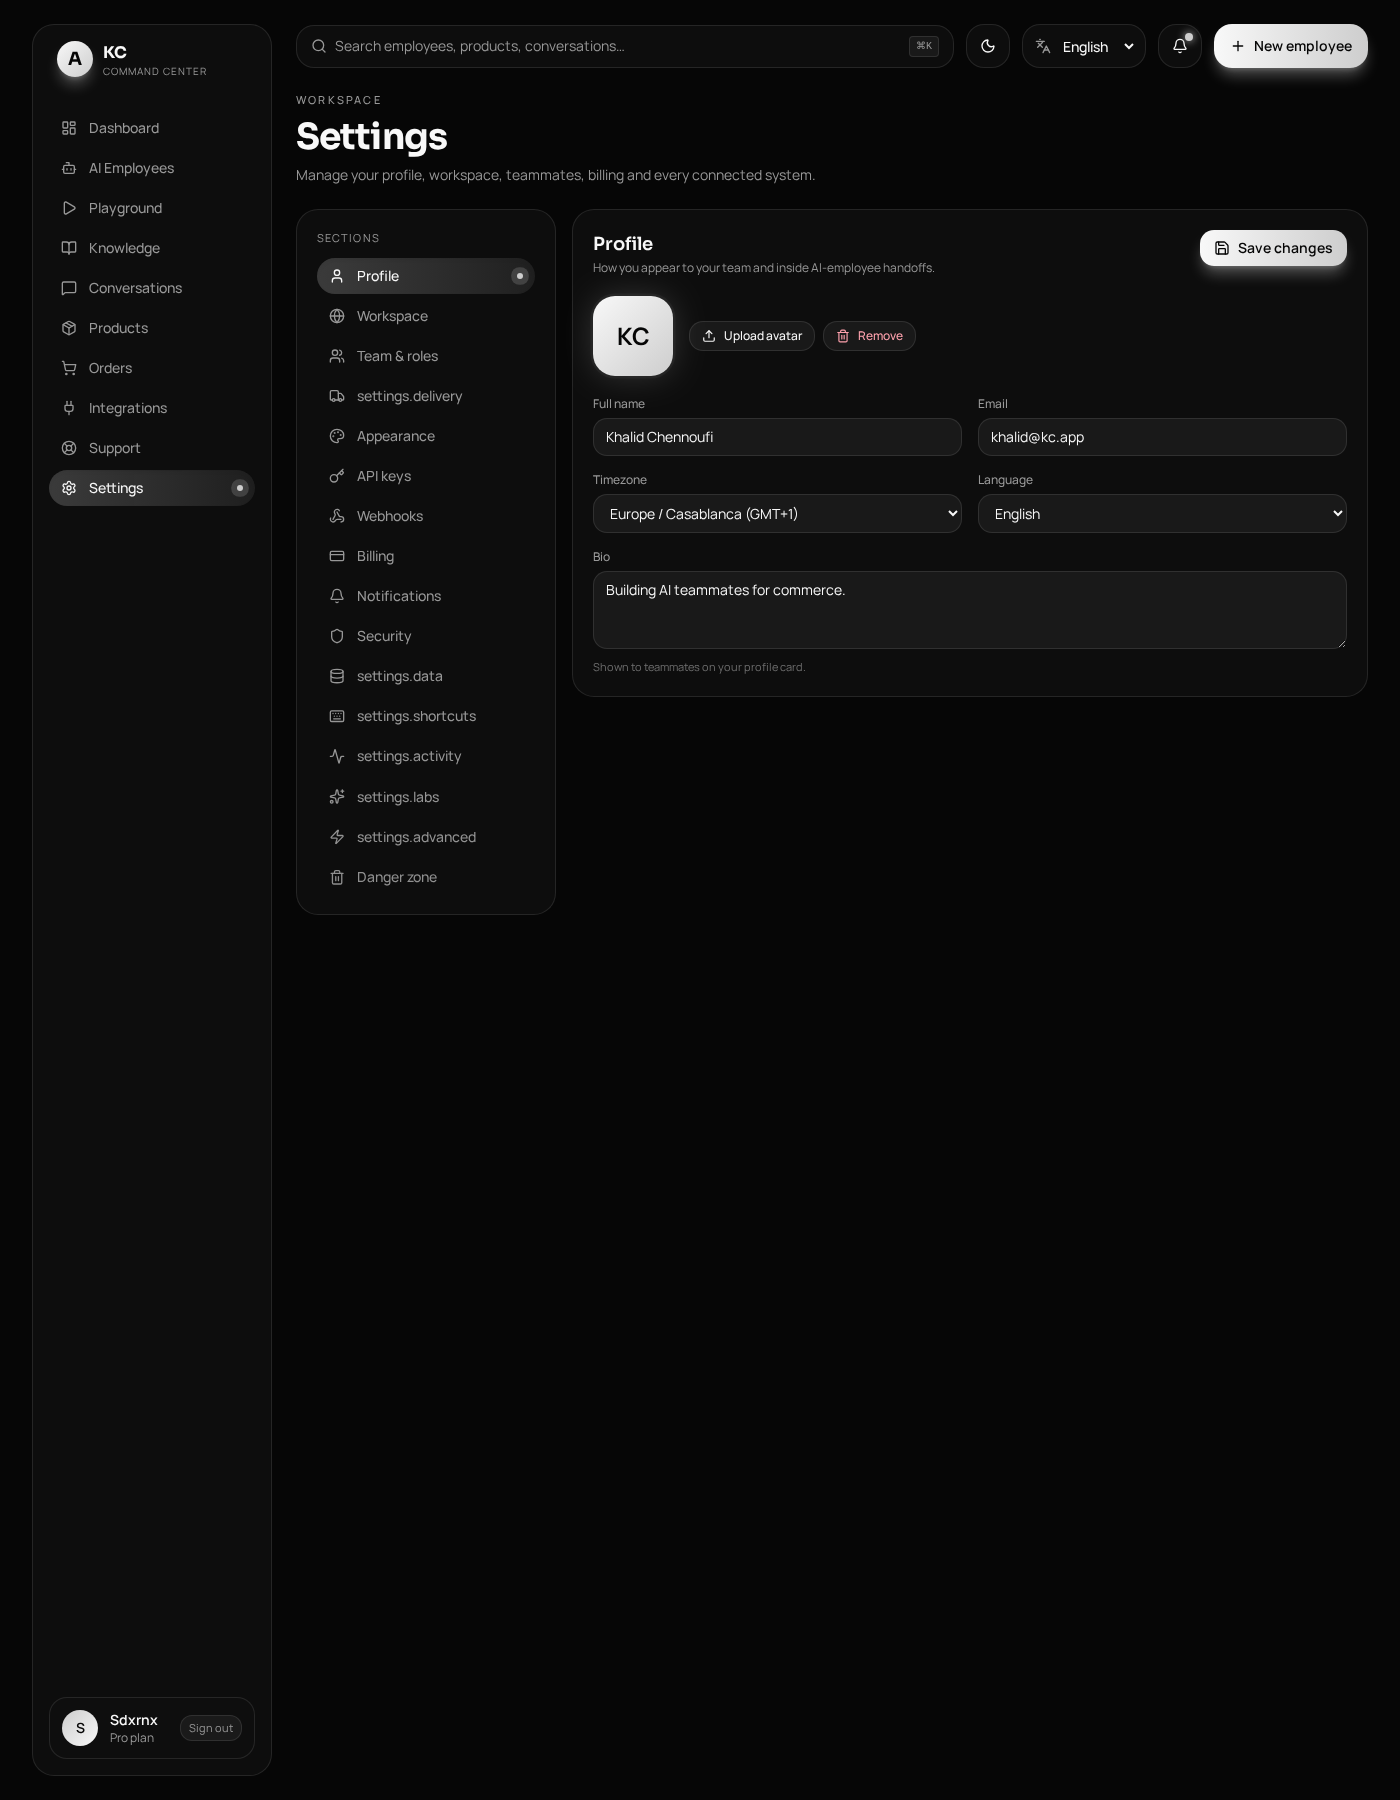 A
KC
COMMAND CENTER
Dashboard
AI Employees
Playground
Knowledge
Conversations
Products
Orders
Integrations
Support
Settings
S
Sdxrnx
Pro plan
Sign out
Search employees, products, conversations...
⌘K
English
New employee
WORKSPACE
Settings
Manage your profile, workspace, teammates, billing and every connected system.
SECTIONS
Profile
Workspace
Team & roles
settings.delivery
Appearance
API keys
Webhooks
Billing
Notifications
Security
settings.data
settings.shortcuts
settings.activity
settings.labs
settings.advanced
Danger zone
Profile
How you appear to your team and inside AI-employee handoffs.
Save changes
KC
Upload avatar
Remove
Full name
Khalid Chennoufi
Email
khalid@kc.app
Timezone
Europe / Casablanca (GMT+1)
Language
English
Bio
Building AI teammates for commerce.
Shown to teammates on your profile card.